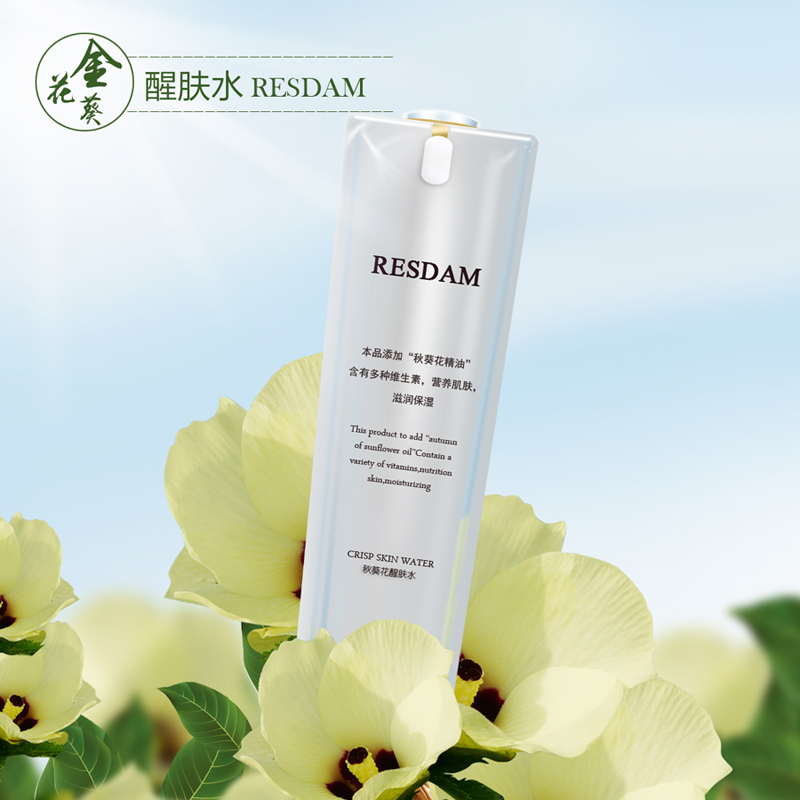 金花葵
醒肤水 RESDAM
RESDAM
本品添加“秋葵花精油”
含有多种维生素，营养肌肤，
滋润保湿
This product to add "autumn
of sunflower oil"Contain a
variety of vitamins,nutrition
skin,moisturizing
CRISP SKIN WATER
秋葵花醒肤水